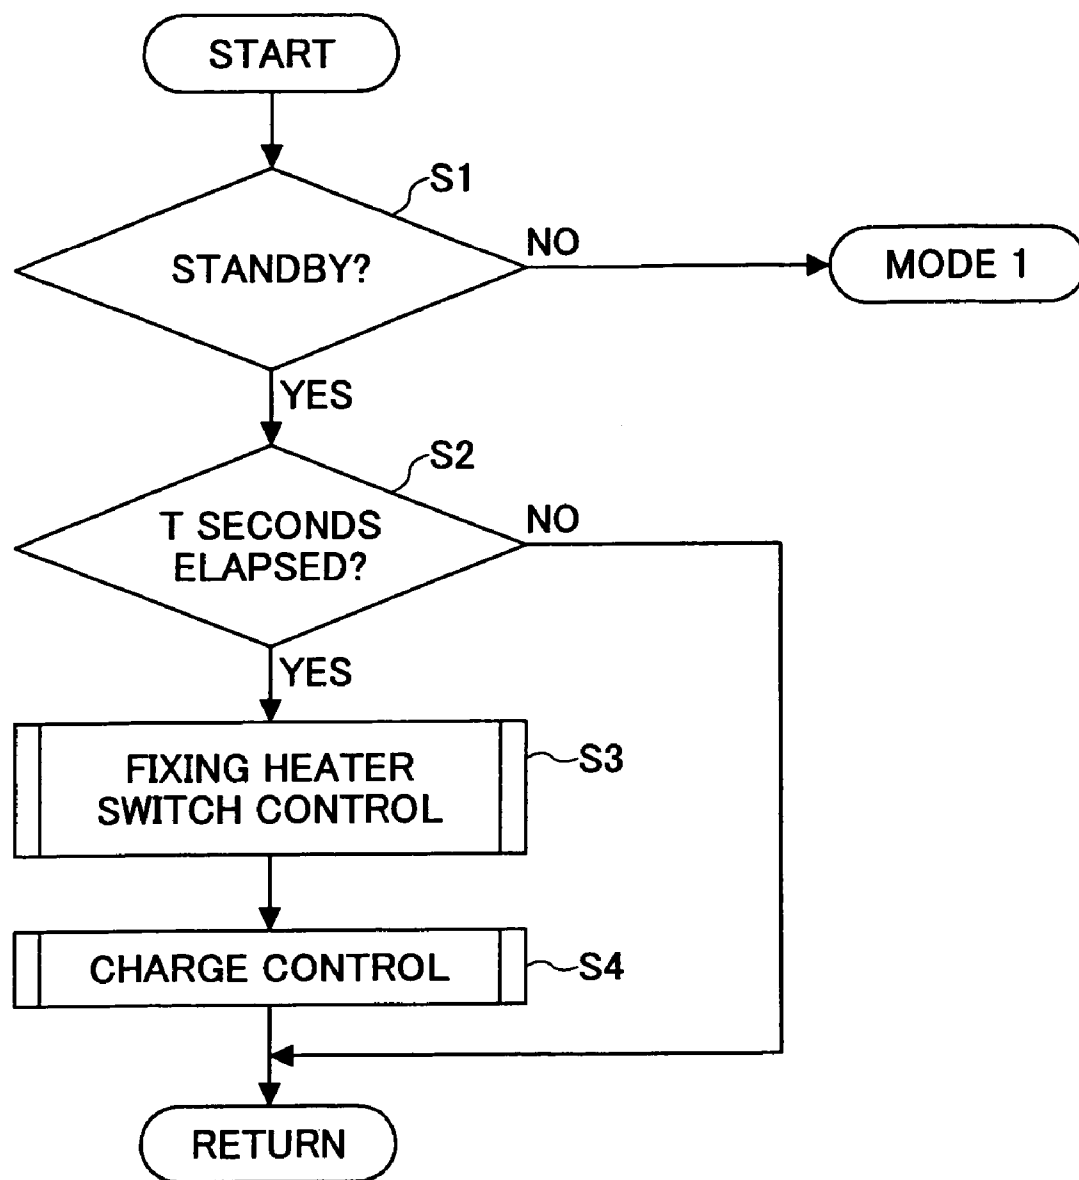 START
S1
STANDBY?
NO
MODE 1
YES
S2
T SECONDS
ELAPSED?
NO
YES
FIXING HEATER
SWITCH CONTROL
S3
CHARGE CONTROL
S4
RETURN